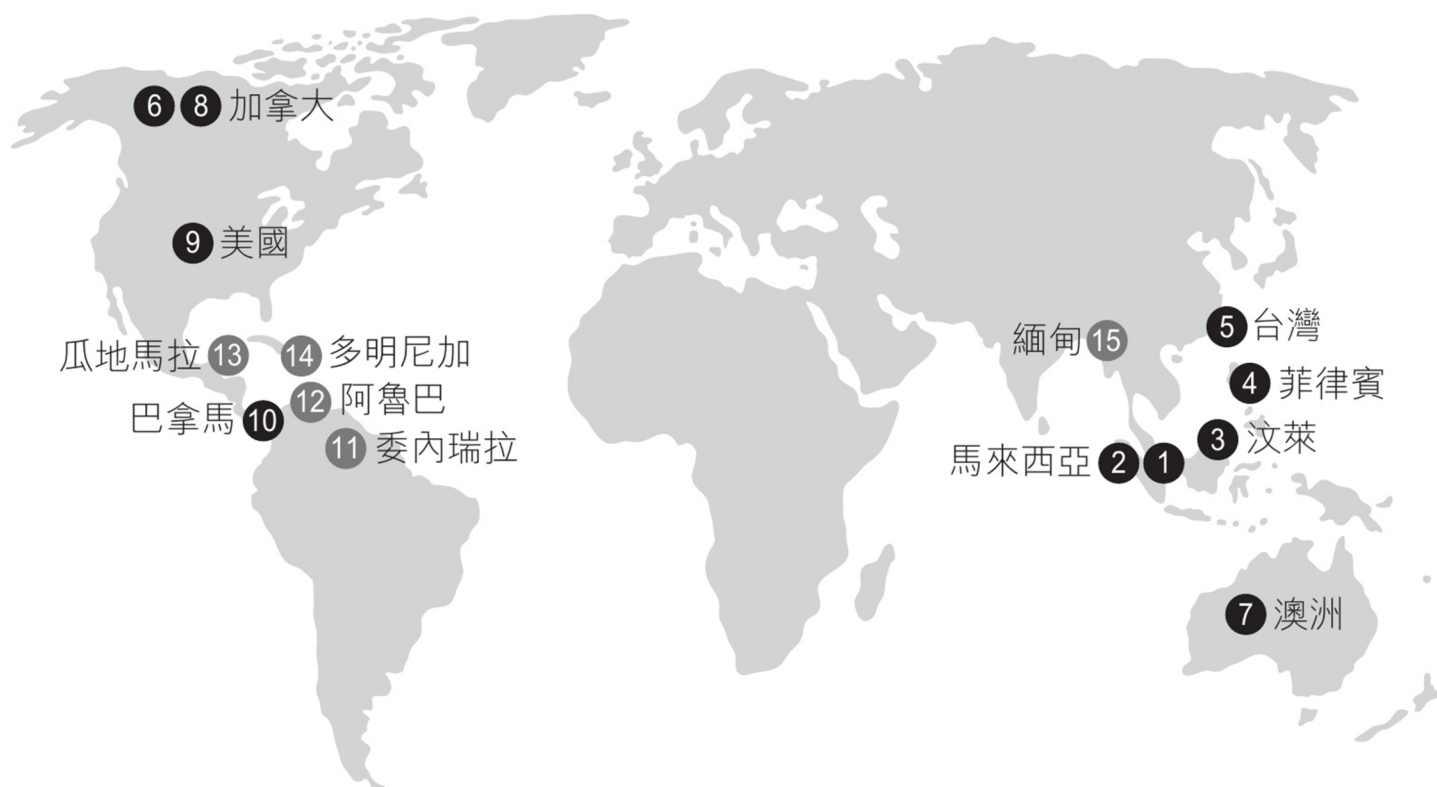 6 8 加拿大
9 美國
瓜地馬拉 13
14 多明尼加
12 阿魯巴
巴拿馬 10
11 委內瑞拉
緬甸 15
5 台灣
4 菲律賓
3 汶萊
馬來西亞 2 1
7 澳洲